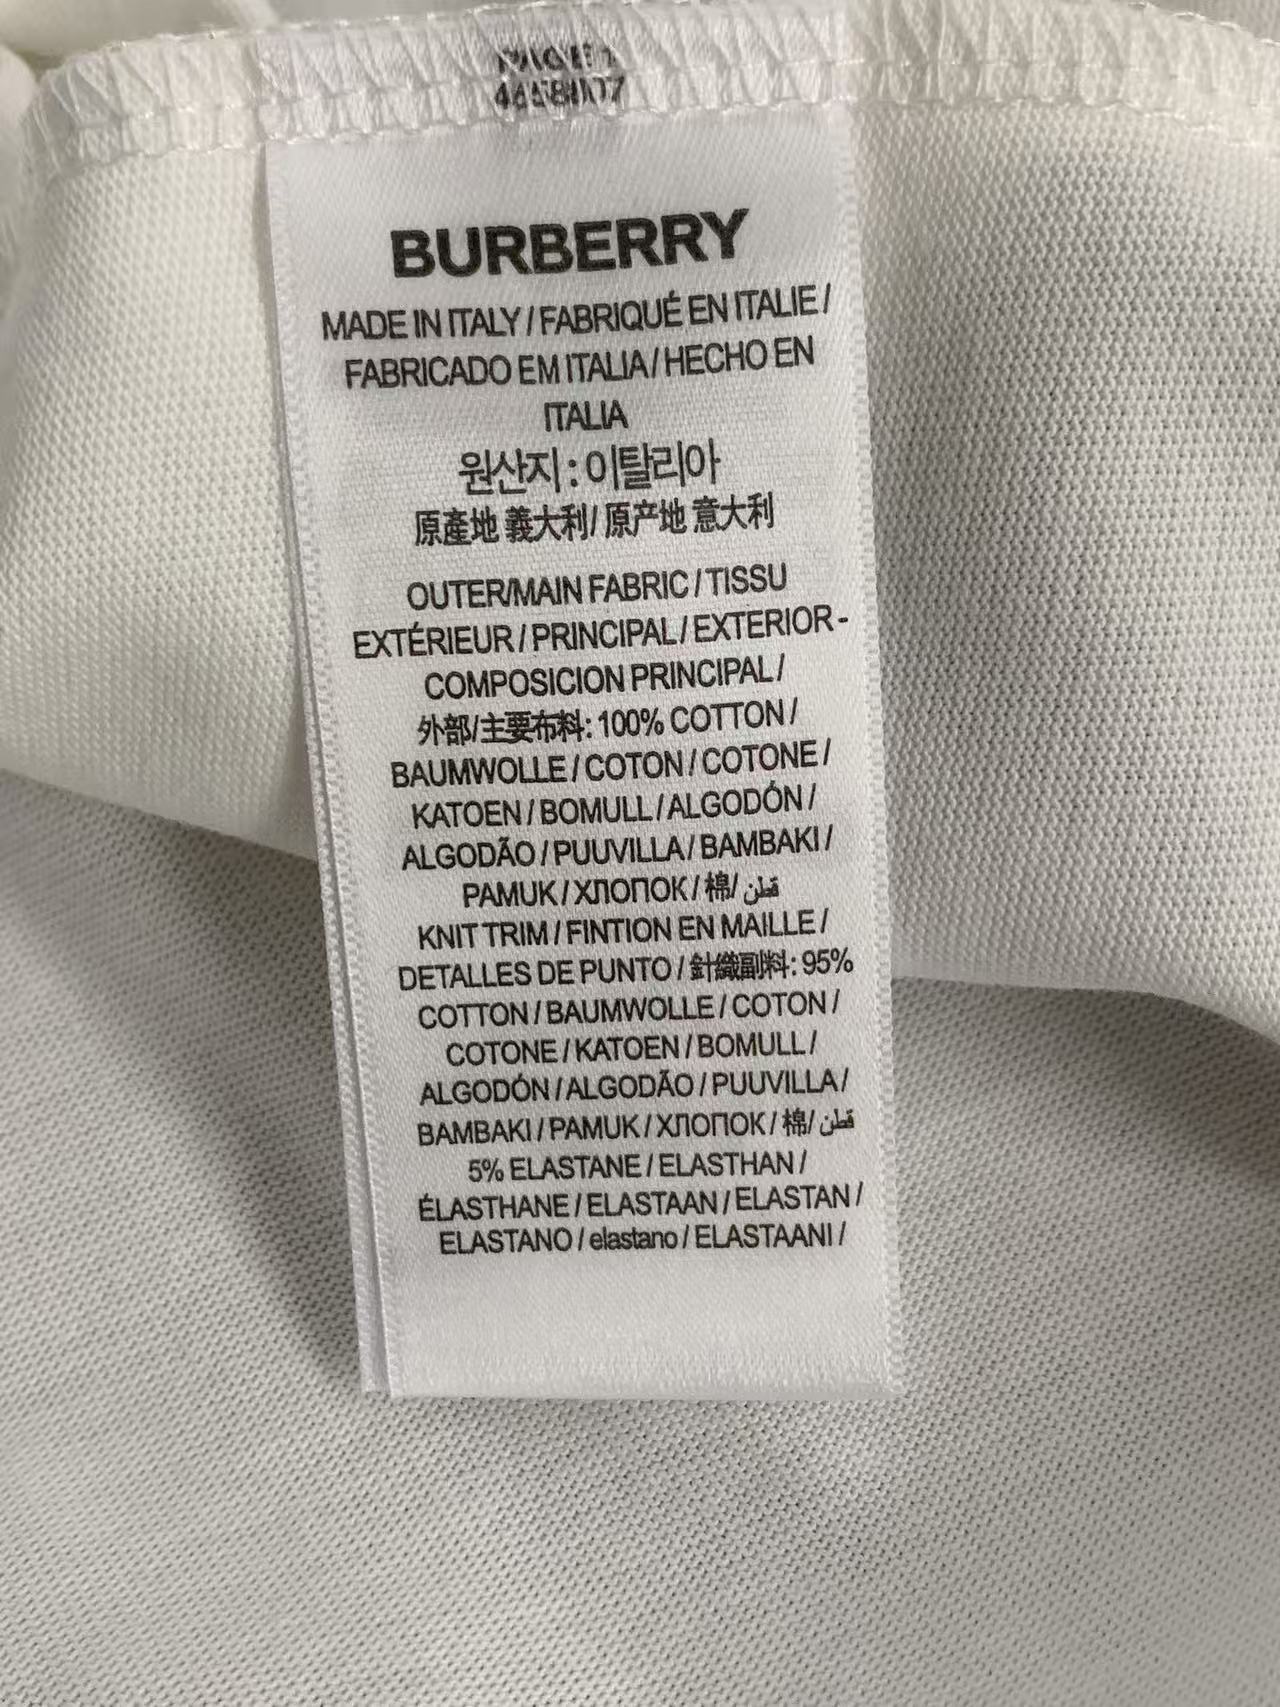 PAGE 1
BURBERRY
MADE IN ITALY / FABRIQUÉ EN ITALIE /
FABRICADO EM ITALIA / HECHO EN
ITALIA
원산지 : 이탈리아
原產地 義大利/ 原产地 意大利
OUTER/MAIN FABRIC / TISSU
EXTÉRIEUR / PRINCIPAL / EXTERIOR -
COMPOSICION PRINCIPAL /
外部/主要布料: 100% COTTON /
BAUMWOLLE / COTON / COTONE /
KATOEN / BOMULL / ALGODÓN /
ALGODÃO / PUUVILLA / BAMBAKI /
PAMUK / ХЛОПОК / 棉/ قطن
KNIT TRIM / FINTION EN MAILLE /
DETALLES DE PUNTO / 針織副料: 95%
COTTON / BAUMWOLLE / COTON /
COTONE / KATOEN / BOMULL /
ALGODÓN / ALGODÃO / PUUVILLA /
BAMBAKI / PAMUK / ХЛОПОК / 棉/ قطن
5% ELASTANE / ELASTHAN /
ÉLASTHANE / ELASTAAN / ELASTAN /
ELASTANO / elastano / ELASTAANI /